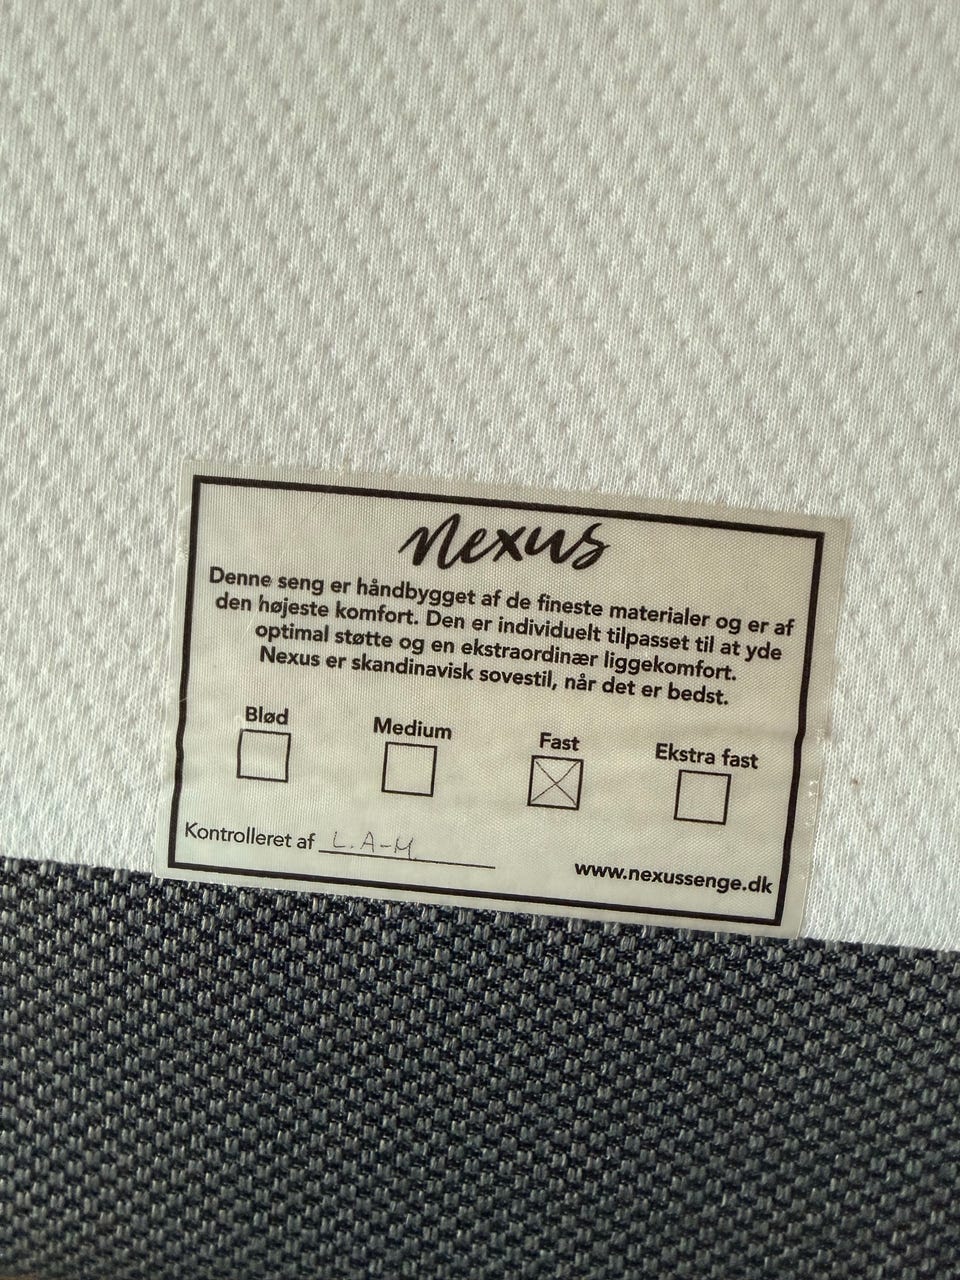 nexus
Denne seng er håndbygget af de fineste materialer og er af
den højeste komfort. Den er individuelt tilpasset til at yde
optimal støtte og en ekstraordinær liggekomfort.
Nexus er skandinavisk sovestil, når det er bedst.
Blød Medium Fast Ekstra fast
Kontrolleret af L.A-M
www.nexussenge.dk